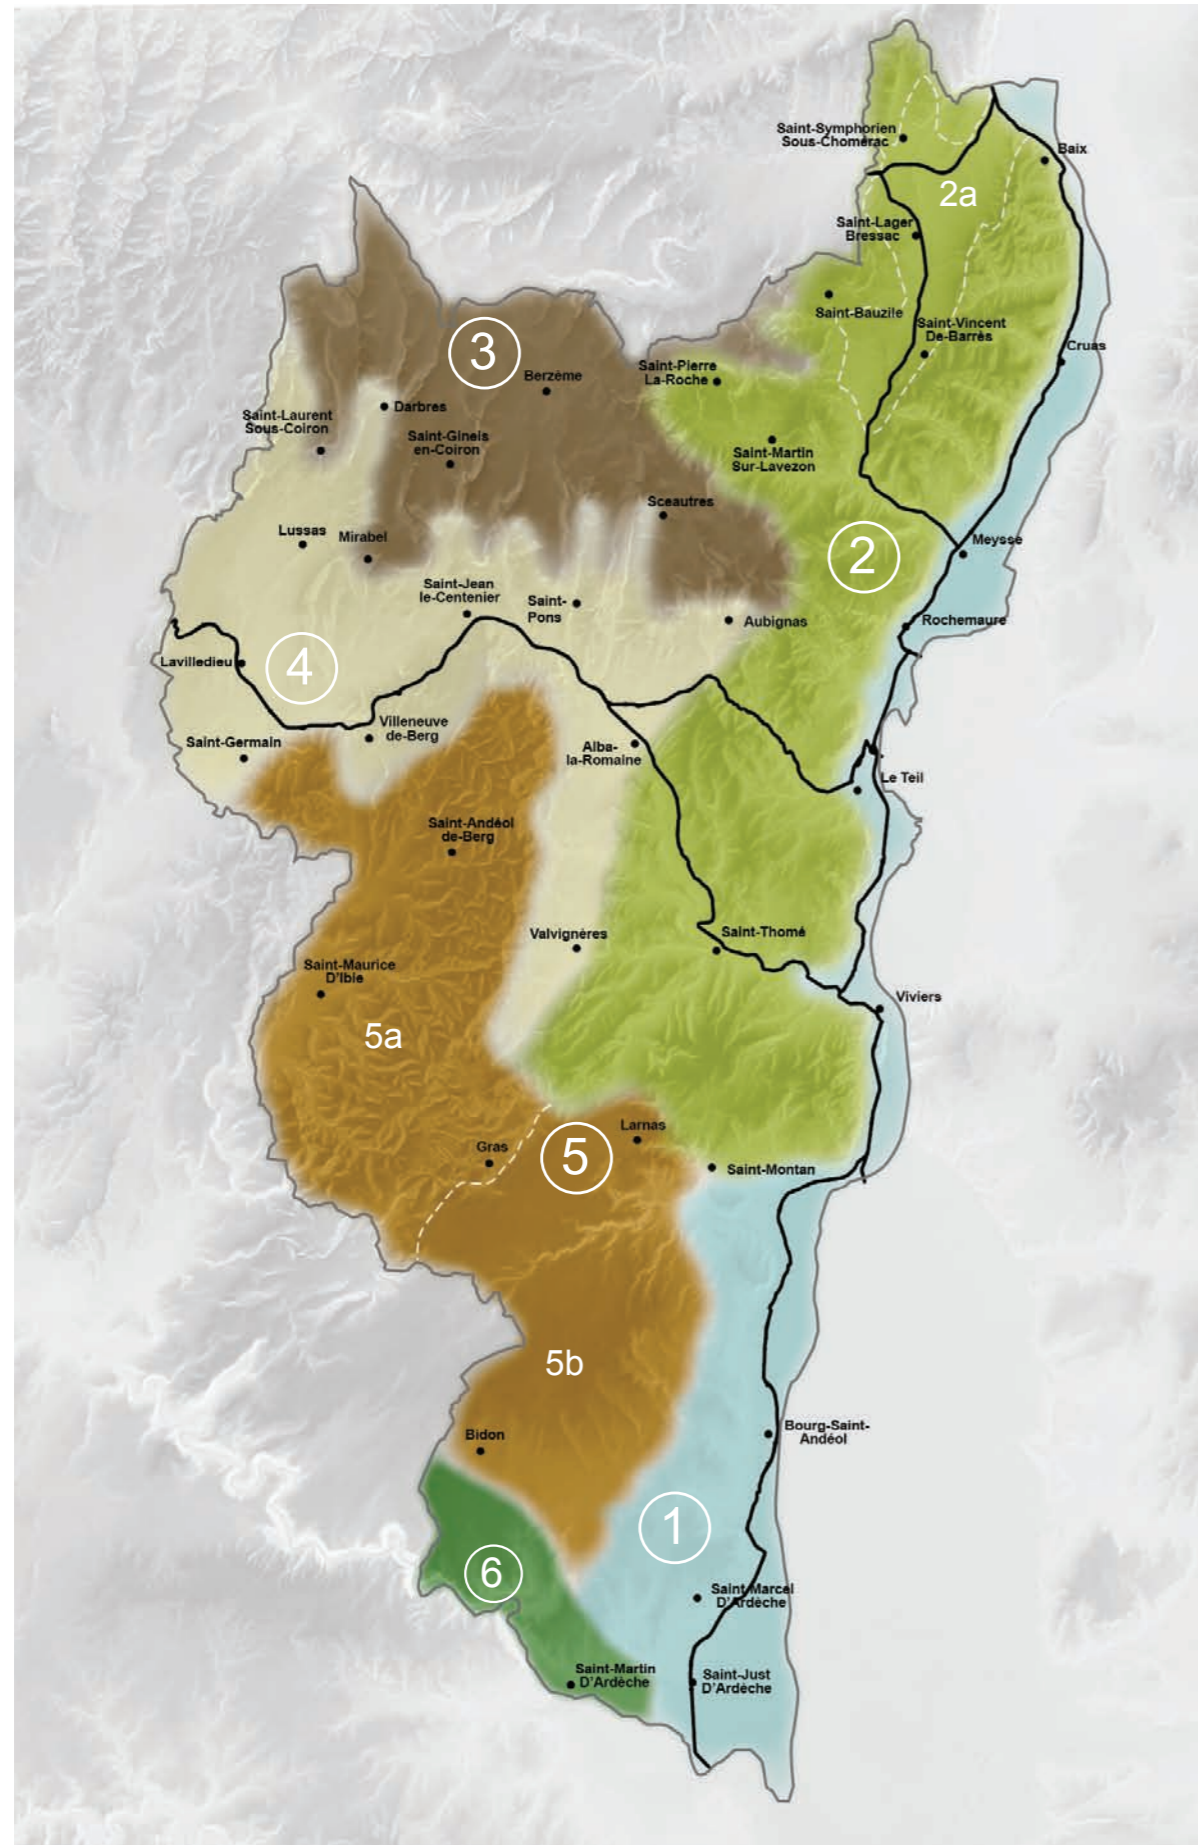 Saint-Symphorien
Sous-Chomérac
Baix
2a
Saint-Lager
Bressac
Saint-Bauzile
Saint-Vincent
De-Barrès
Cruas
3
Saint-Pierre
La-Roche
Berzème
Darbres
Saint-Laurent
Sous-Coiron
Saint-Gineis
en-Coiron
Saint-Martin
Sur-Lavezon
Sceautres
Lussas
Mirabel
Meysse
2
Saint-Jean
le-Centenier
Saint-
Pons
Aubignas
Rochemaure
Lavilledieu
4
Villeneuve
de-Berg
Saint-Germain
Alba-
la-Romaine
Le Teil
Saint-Andéol
de-Berg
Valvignères
Saint-Thomé
Saint-Maurice
D'Ibie
Viviers
5a
Larnas
Gras
5
Saint-Montan
5b
Bidon
Bourg-Saint-
Andéol
1
6
Saint-Marcel
D'Ardèche
Saint-Martin
D'Ardèche
Saint-Just
D'Ardèche